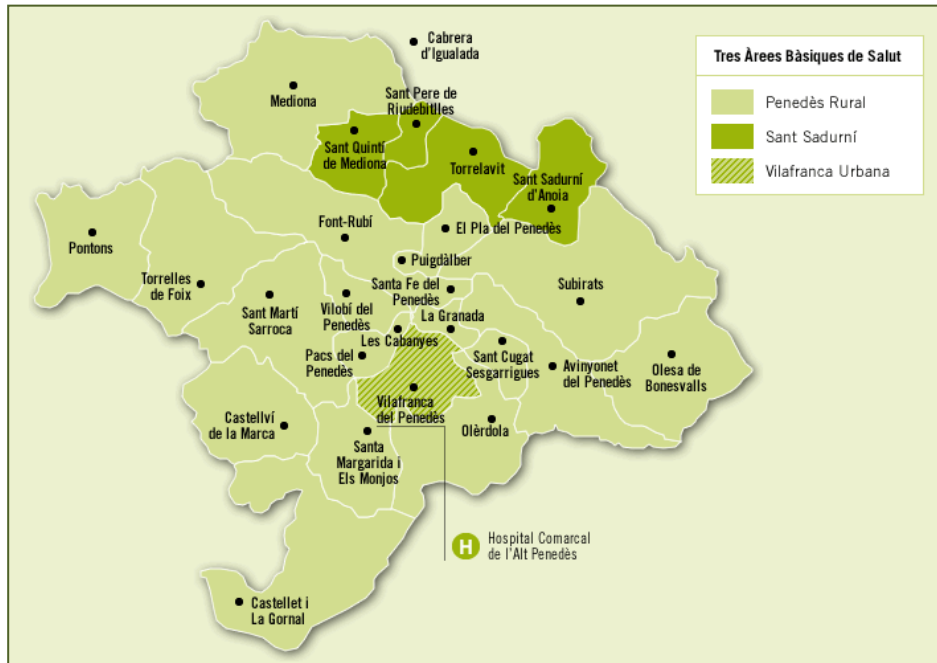 Cabrera
d'Igualada
Tres Àrees Bàsiques de Salut
Penedès Rural
Sant Sadurní
Vilafranca Urbana
Mediona
Sant Pere de
Riudebitlles
Sant Quintí
de Mediona
Torrelavit
Sant Sadurní
d'Anoia
Font-Rubí
El Pla del Penedès
Pontons
Puigdàlber
Torrelles
de Foix
Santa Fe del
Penedès
Subirats
Sant Martí
Sarroca
Vilobí del
Penedès
La Granada
Les Cabanyes
Pacs del
Penedès
Sant Cugat
Sesgarrigues
Avinyonet
del Penedès
Olesa de
Bonesvalls
Vilafranca
del Penedès
Castellví
de la Marca
Olèrdola
Santa
Margarida i
Els Monjos
H
Hospital Comarcal
de l'Alt Penedès
Castellet i
La Gornal